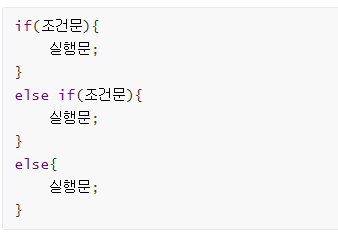 if(조건문){
    실행문;
}
else if(조건문){
    실행문;
}
else{
    실행문;
}